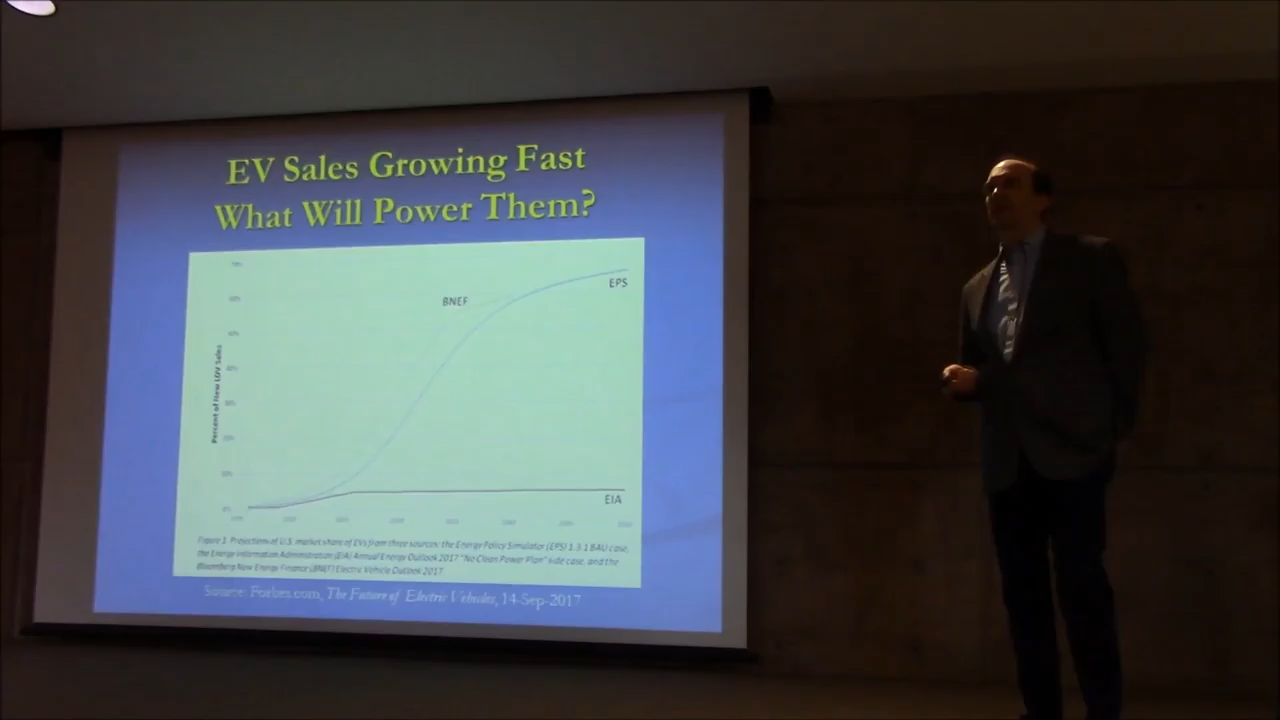 EV Sales Growing Fast
What Will Power Them?
BNEF
EPS
Percent of New LDV Sales
EIA
Figure 1 Projections of U.S. market share of EVs from three sources: the Energy Policy Simulator (EPS) 1.3.1 BAU case,
the Energy Information Administration (EIA) Annual Energy Outlook 2017 "No Clean Power Plan" side case, and the
Bloomberg New Energy Finance (BNEF) Electric Vehicle Outlook 2017
Source: Forbes.com, The Future of Electric Vehicles, 14-Sep-2017